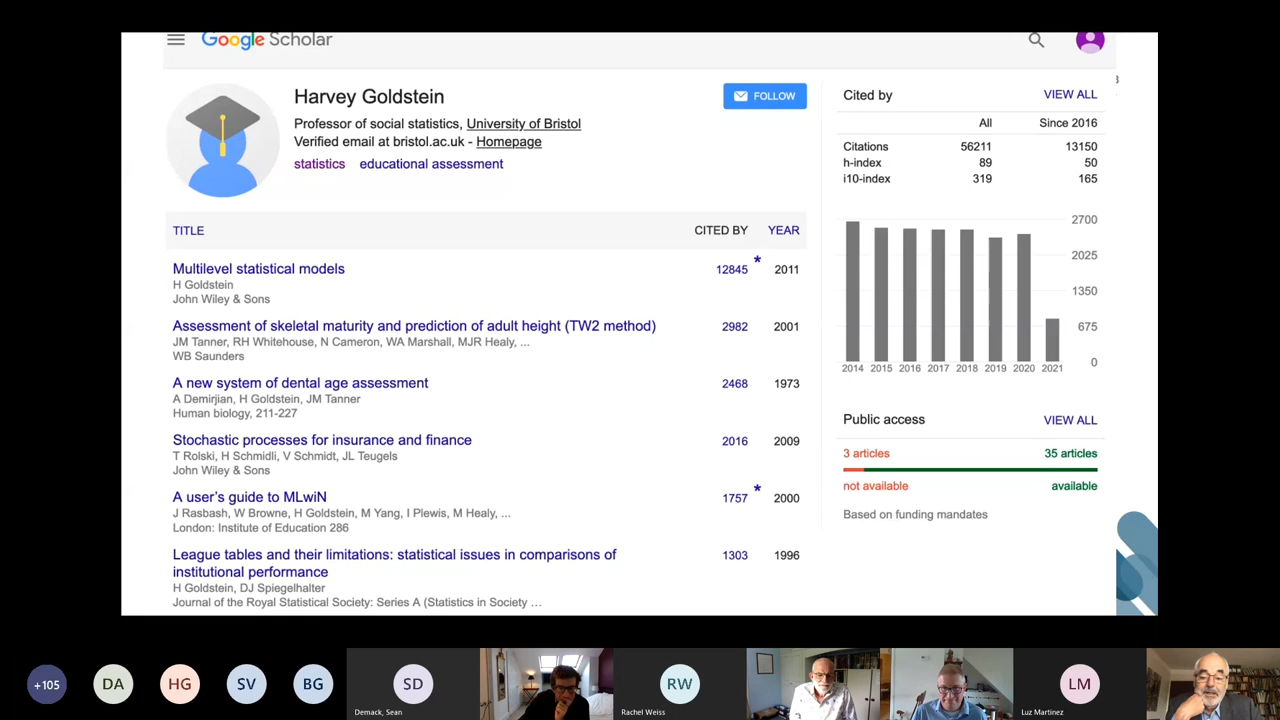 Google Scholar
Harvey Goldstein
FOLLOW
Professor of social statistics, University of Bristol
Verified email at bristol.ac.uk - Homepage
statistics educational assessment
TITLE CITED BY YEAR
Multilevel statistical models 12845 * 2011
H Goldstein
John Wiley & Sons
Assessment of skeletal maturity and prediction of adult height (TW2 method) 2982 2001
JM Tanner, RH Whitehouse, N Cameron, WA Marshall, MJR Healy, ...
WB Saunders
A new system of dental age assessment 2468 1973
A Demirjian, H Goldstein, JM Tanner
Human biology, 211-227
Stochastic processes for insurance and finance 2016 2009
T Rolski, H Schmidli, V Schmidt, JL Teugels
John Wiley & Sons
A user's guide to MLwiN 1757 * 2000
J Rasbash, W Browne, H Goldstein, M Yang, I Plewis, M Healy, ...
London: Institute of Education 286
League tables and their limitations: statistical issues in comparisons of
institutional performance 1303 1996
H Goldstein, DJ Spiegelhalter
Journal of the Royal Statistical Society: Series A (Statistics in Society ...
Cited by VIEW ALL
All Since 2016
Citations 56211 13150
h-index 89 50
i10-index 319 165
2700
2025
1350
675
0
2014 2015 2016 2017 2018 2019 2020 2021
Public access VIEW ALL
3 articles 35 articles
not available available
Based on funding mandates
+105 DA HG SV BG SD RW LM
Demack, Sean Rachel Weiss Luz Martinez